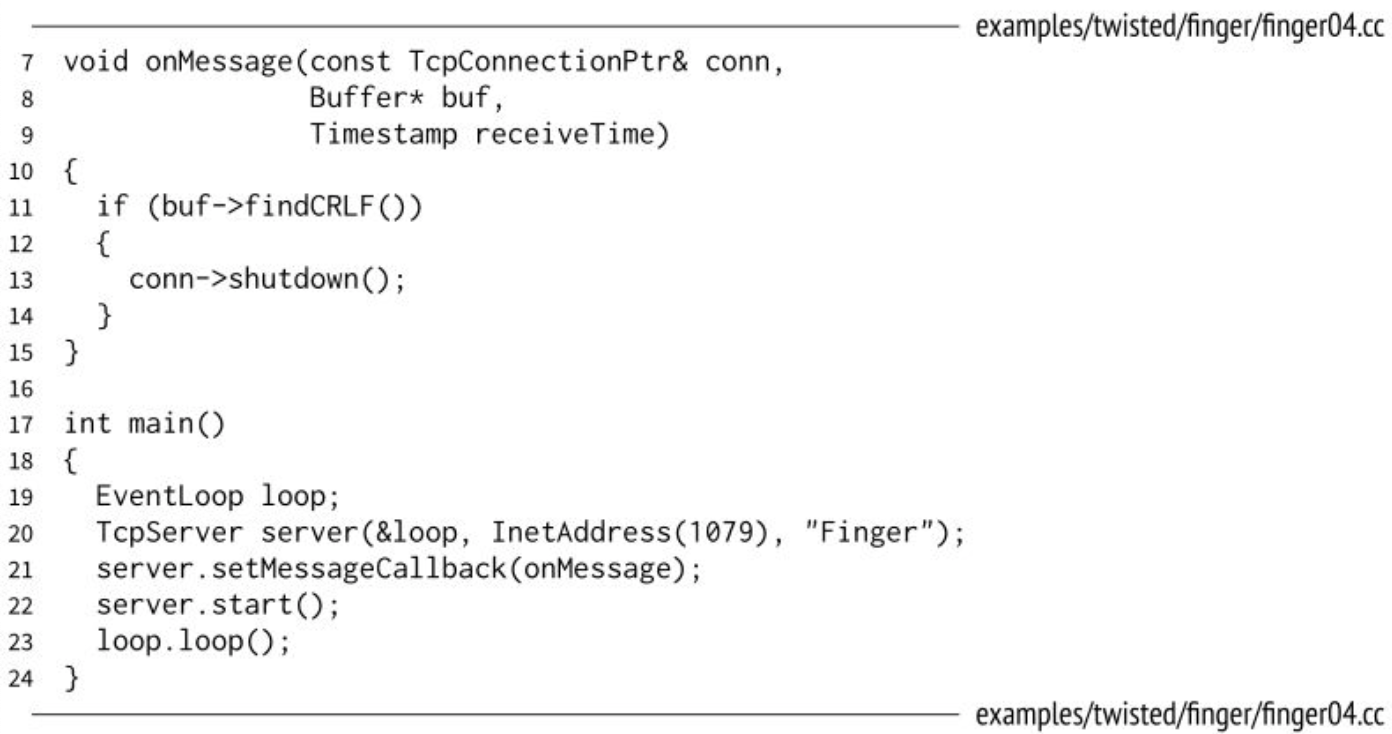 examples/twisted/finger/finger04.cc
7 void onMessage(const TcpConnectionPtr& conn,
8                Buffer* buf,
9                Timestamp receiveTime)
10 {
11   if (buf->findCRLF())
12   {
13     conn->shutdown();
14   }
15 }
16
17 int main()
18 {
19   EventLoop loop;
20   TcpServer server(&loop, InetAddress(1079), "Finger");
21   server.setMessageCallback(onMessage);
22   server.start();
23   loop.loop();
24 }
examples/twisted/finger/finger04.cc